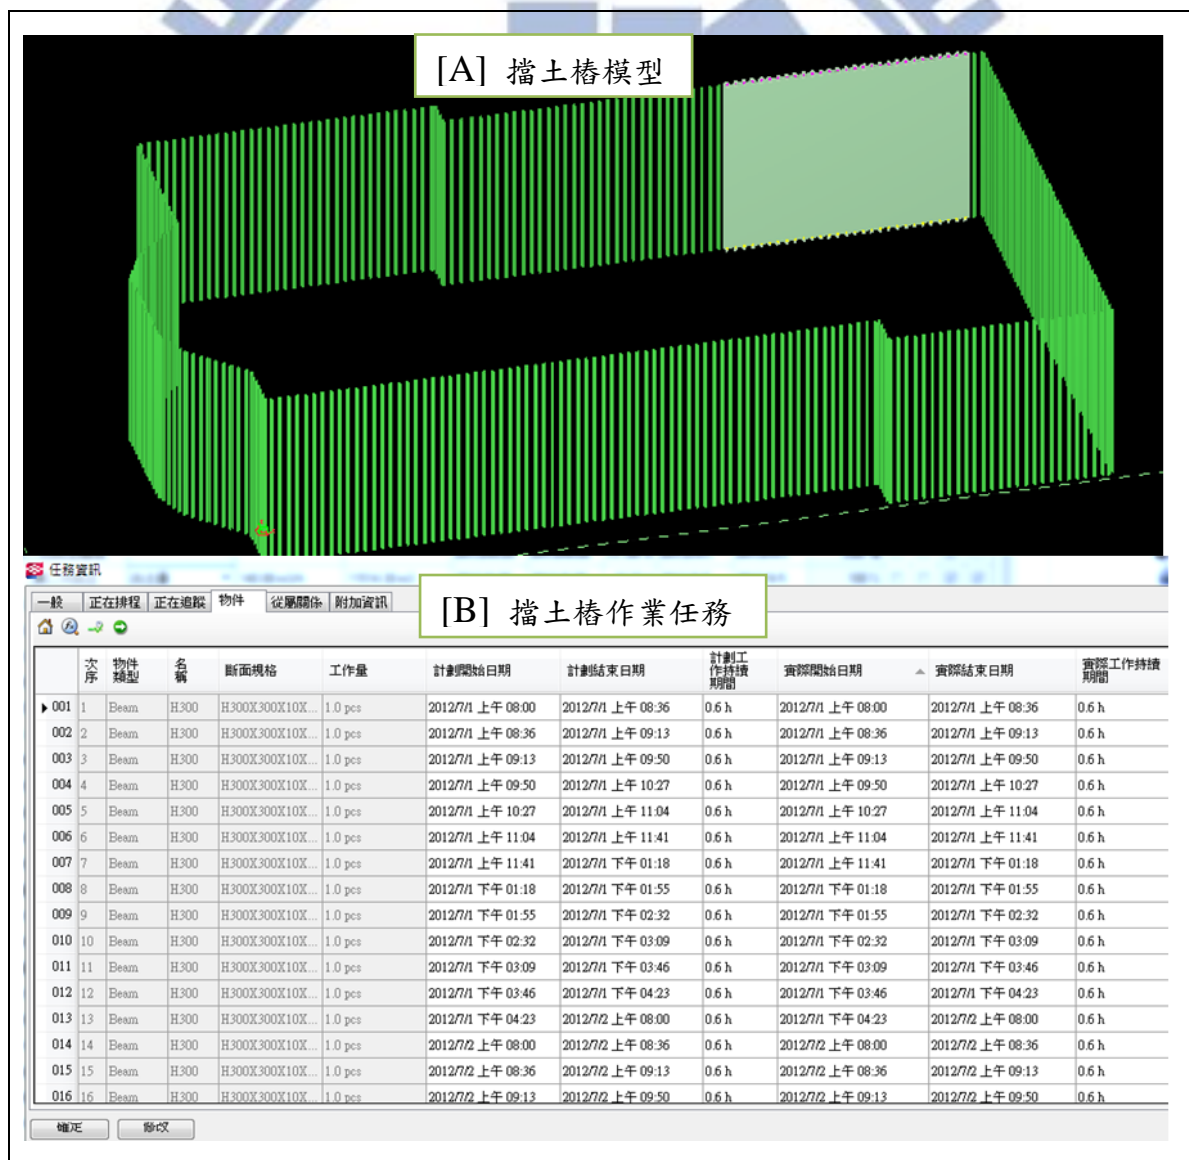 [A] 擋土樁模型
任務資訊
[B] 擋土樁作業任務
一般 正在排程 正在追蹤 物件 從屬關係 附加資訊
次序 物件類型 名稱 斷面規格 工作量 計劃開始日期 計劃結束日期 計劃工作持續期間 實際開始日期 實際結束日期 實際工作持續期間
001 1 Beam H300 H300X300X10X... 1.0 pcs 2012/7/1 上午 08:00 2012/7/1 上午 08:36 0.6 h 2012/7/1 上午 08:00 2012/7/1 上午 08:36 0.6 h
002 2 Beam H300 H300X300X10X... 1.0 pcs 2012/7/1 上午 08:36 2012/7/1 上午 09:13 0.6 h 2012/7/1 上午 08:36 2012/7/1 上午 09:13 0.6 h
003 3 Beam H300 H300X300X10X... 1.0 pcs 2012/7/1 上午 09:13 2012/7/1 上午 09:50 0.6 h 2012/7/1 上午 09:13 2012/7/1 上午 09:50 0.6 h
004 4 Beam H300 H300X300X10X... 1.0 pcs 2012/7/1 上午 09:50 2012/7/1 上午 10:27 0.6 h 2012/7/1 上午 09:50 2012/7/1 上午 10:27 0.6 h
005 5 Beam H300 H300X300X10X... 1.0 pcs 2012/7/1 上午 10:27 2012/7/1 上午 11:04 0.6 h 2012/7/1 上午 10:27 2012/7/1 上午 11:04 0.6 h
006 6 Beam H300 H300X300X10X... 1.0 pcs 2012/7/1 上午 11:04 2012/7/1 上午 11:41 0.6 h 2012/7/1 上午 11:04 2012/7/1 上午 11:41 0.6 h
007 7 Beam H300 H300X300X10X... 1.0 pcs 2012/7/1 上午 11:41 2012/7/1 下午 01:18 0.6 h 2012/7/1 上午 11:41 2012/7/1 下午 01:18 0.6 h
008 8 Beam H300 H300X300X10X... 1.0 pcs 2012/7/1 下午 01:18 2012/7/1 下午 01:55 0.6 h 2012/7/1 下午 01:18 2012/7/1 下午 01:55 0.6 h
009 9 Beam H300 H300X300X10X... 1.0 pcs 2012/7/1 下午 01:55 2012/7/1 下午 02:32 0.6 h 2012/7/1 下午 01:55 2012/7/1 下午 02:32 0.6 h
010 10 Beam H300 H300X300X10X... 1.0 pcs 2012/7/1 下午 02:32 2012/7/1 下午 03:09 0.6 h 2012/7/1 下午 02:32 2012/7/1 下午 03:09 0.6 h
011 11 Beam H300 H300X300X10X... 1.0 pcs 2012/7/1 下午 03:09 2012/7/1 下午 03:46 0.6 h 2012/7/1 下午 03:09 2012/7/1 下午 03:46 0.6 h
012 12 Beam H300 H300X300X10X... 1.0 pcs 2012/7/1 下午 03:46 2012/7/1 下午 04:23 0.6 h 2012/7/1 下午 03:46 2012/7/1 下午 04:23 0.6 h
013 13 Beam H300 H300X300X10X... 1.0 pcs 2012/7/1 下午 04:23 2012/7/2 上午 08:00 0.6 h 2012/7/1 下午 04:23 2012/7/2 上午 08:00 0.6 h
014 14 Beam H300 H300X300X10X... 1.0 pcs 2012/7/2 上午 08:00 2012/7/2 上午 08:36 0.6 h 2012/7/2 上午 08:00 2012/7/2 上午 08:36 0.6 h
015 15 Beam H300 H300X300X10X... 1.0 pcs 2012/7/2 上午 08:36 2012/7/2 上午 09:13 0.6 h 2012/7/2 上午 08:36 2012/7/2 上午 09:13 0.6 h
016 16 Beam H300 H300X300X10X... 1.0 pcs 2012/7/2 上午 09:13 2012/7/2 上午 09:50 0.6 h 2012/7/2 上午 09:13 2012/7/2 上午 09:50 0.6 h
確定 修改